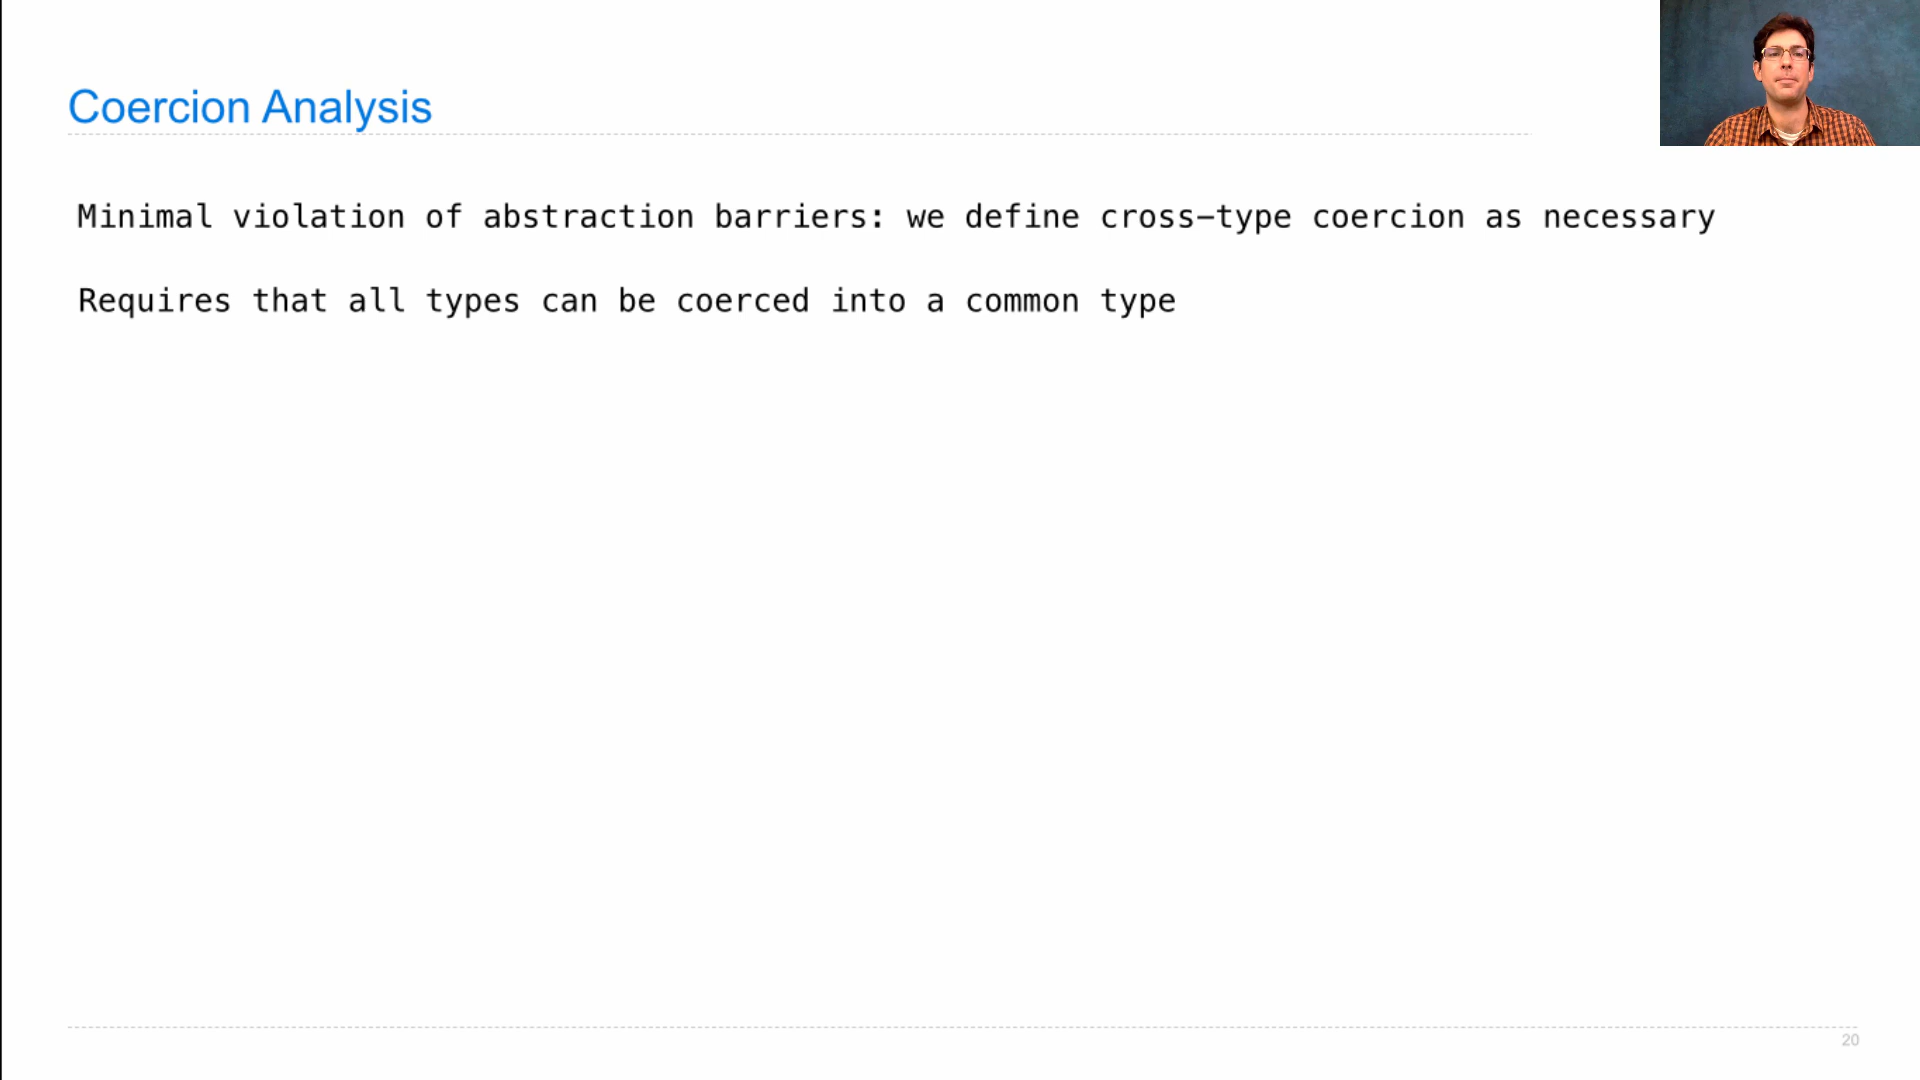 Coercion Analysis
Minimal violation of abstraction barriers: we define cross-type coercion as necessary
Requires that all types can be coerced into a common type
20